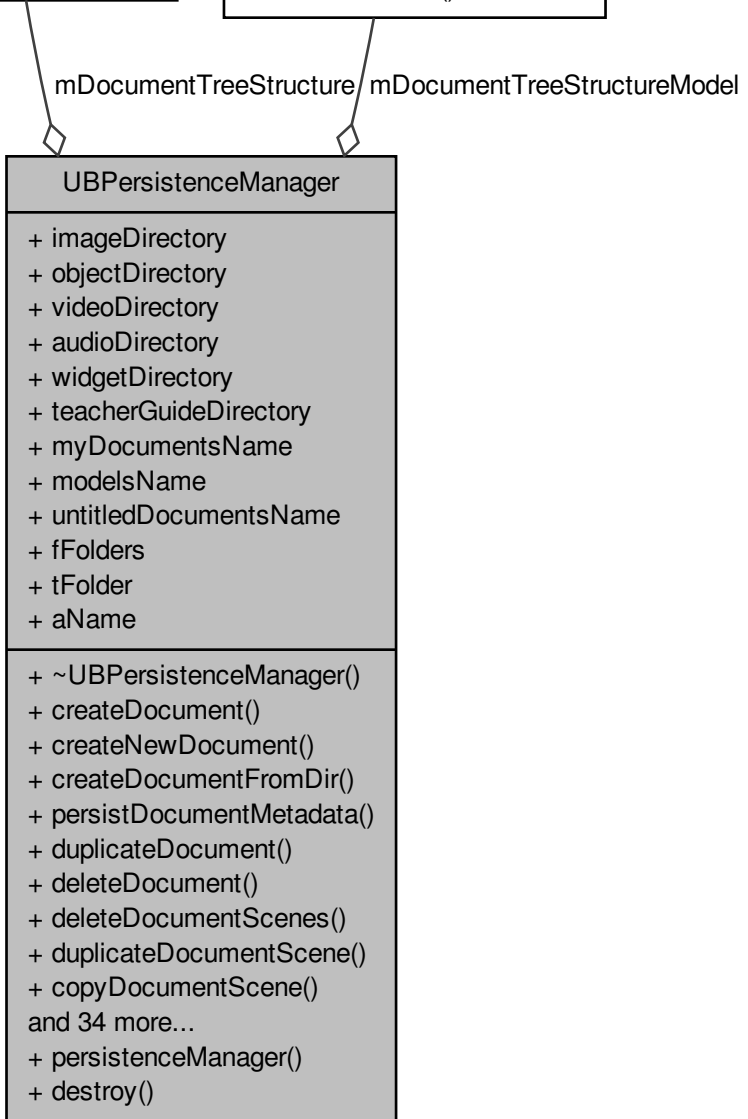 ()
mDocumentTreeStructure
mDocumentTreeStructureModel
UBPersistenceManager
+ imageDirectory
+ objectDirectory
+ videoDirectory
+ audioDirectory
+ widgetDirectory
+ teacherGuideDirectory
+ myDocumentsName
+ modelsName
+ untitledDocumentsName
+ fFolders
+ tFolder
+ aName
+ ~UBPersistenceManager()
+ createDocument()
+ createNewDocument()
+ createDocumentFromDir()
+ persistDocumentMetadata()
+ duplicateDocument()
+ deleteDocument()
+ deleteDocumentScenes()
+ duplicateDocumentScene()
+ copyDocumentScene()
and 34 more...
+ persistenceManager()
+ destroy()